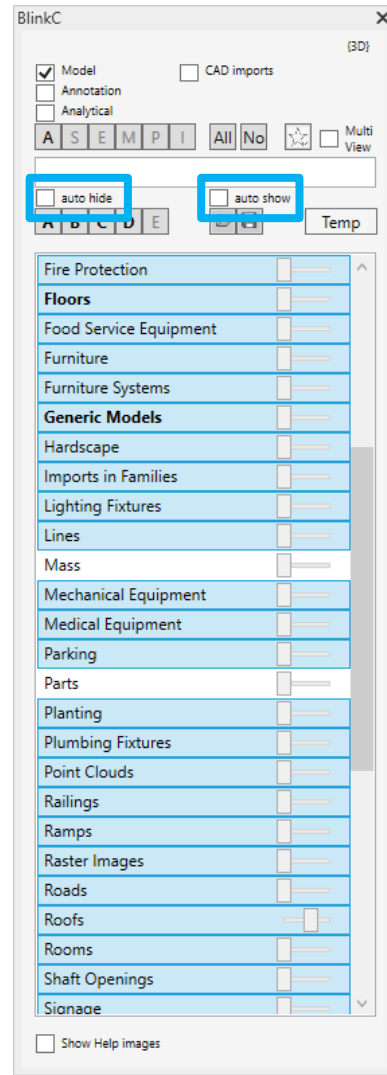 BlinkC
{3D}
Model CAD imports
Annotation
Analytical
A S E M P I All No Multi View
auto hide auto show
A B C D E Temp
Fire Protection
Floors
Food Service Equipment
Furniture
Furniture Systems
Generic Models
Hardscape
Imports in Families
Lighting Fixtures
Lines
Mass
Mechanical Equipment
Medical Equipment
Parking
Parts
Planting
Plumbing Fixtures
Point Clouds
Railings
Ramps
Raster Images
Roads
Roofs
Rooms
Shaft Openings
Signage
Show Help images